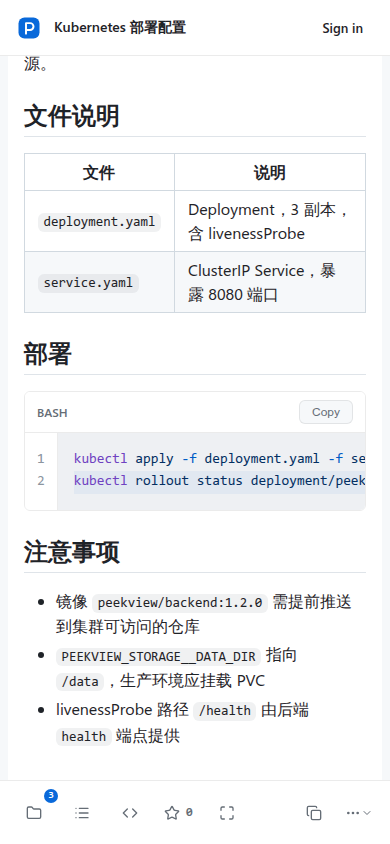 Kubernetes 部署配置
Sign in
源。
文件说明
文件 说明
deployment.yaml Deployment，3 副本，
含 livenessProbe
service.yaml ClusterIP Service，暴
露 8080 端口
部署
BASH
Copy
1 kubectl apply -f deployment.yaml -f se
2 kubectl rollout status deployment/peek
注意事项
镜像 peekview/backend:1.2.0 需提前推送
到集群可访问的仓库
PEEKVIEW_STORAGE__DATA_DIR 指向
/data，生产环境应挂载 PVC
livenessProbe 路径 /health 由后端
health 端点提供
3
0